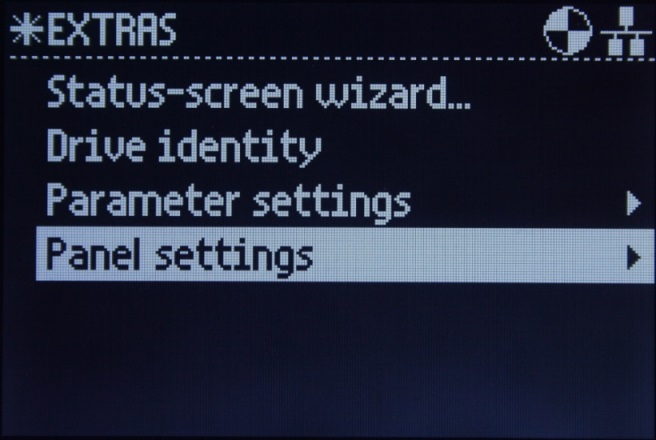 *EXTRAS
Status-screen wizard...
Drive identity
Parameter settings
Panel settings